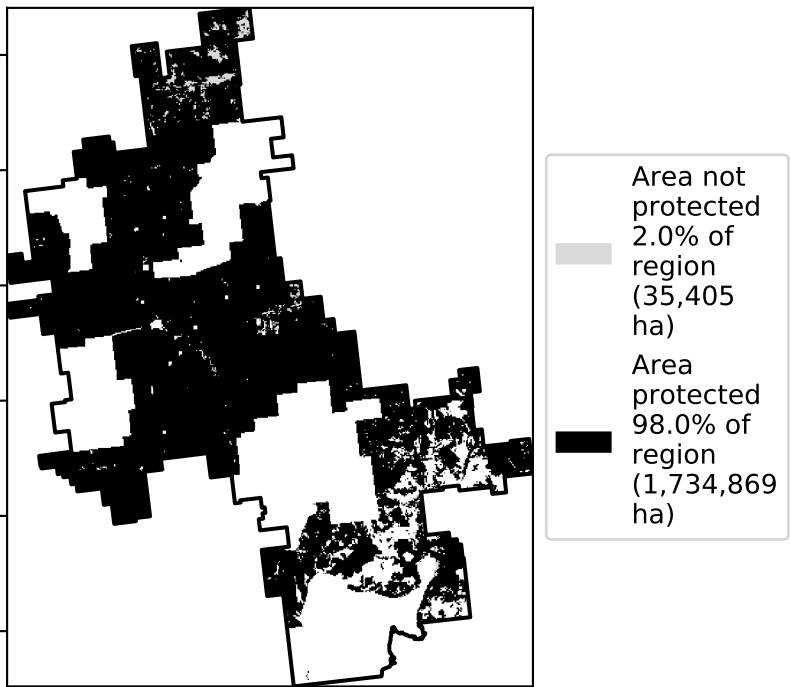 Area not
protected
2.0% of
region
(35,405
ha)
Area
protected
98.0% of
region
(1,734,869
ha)